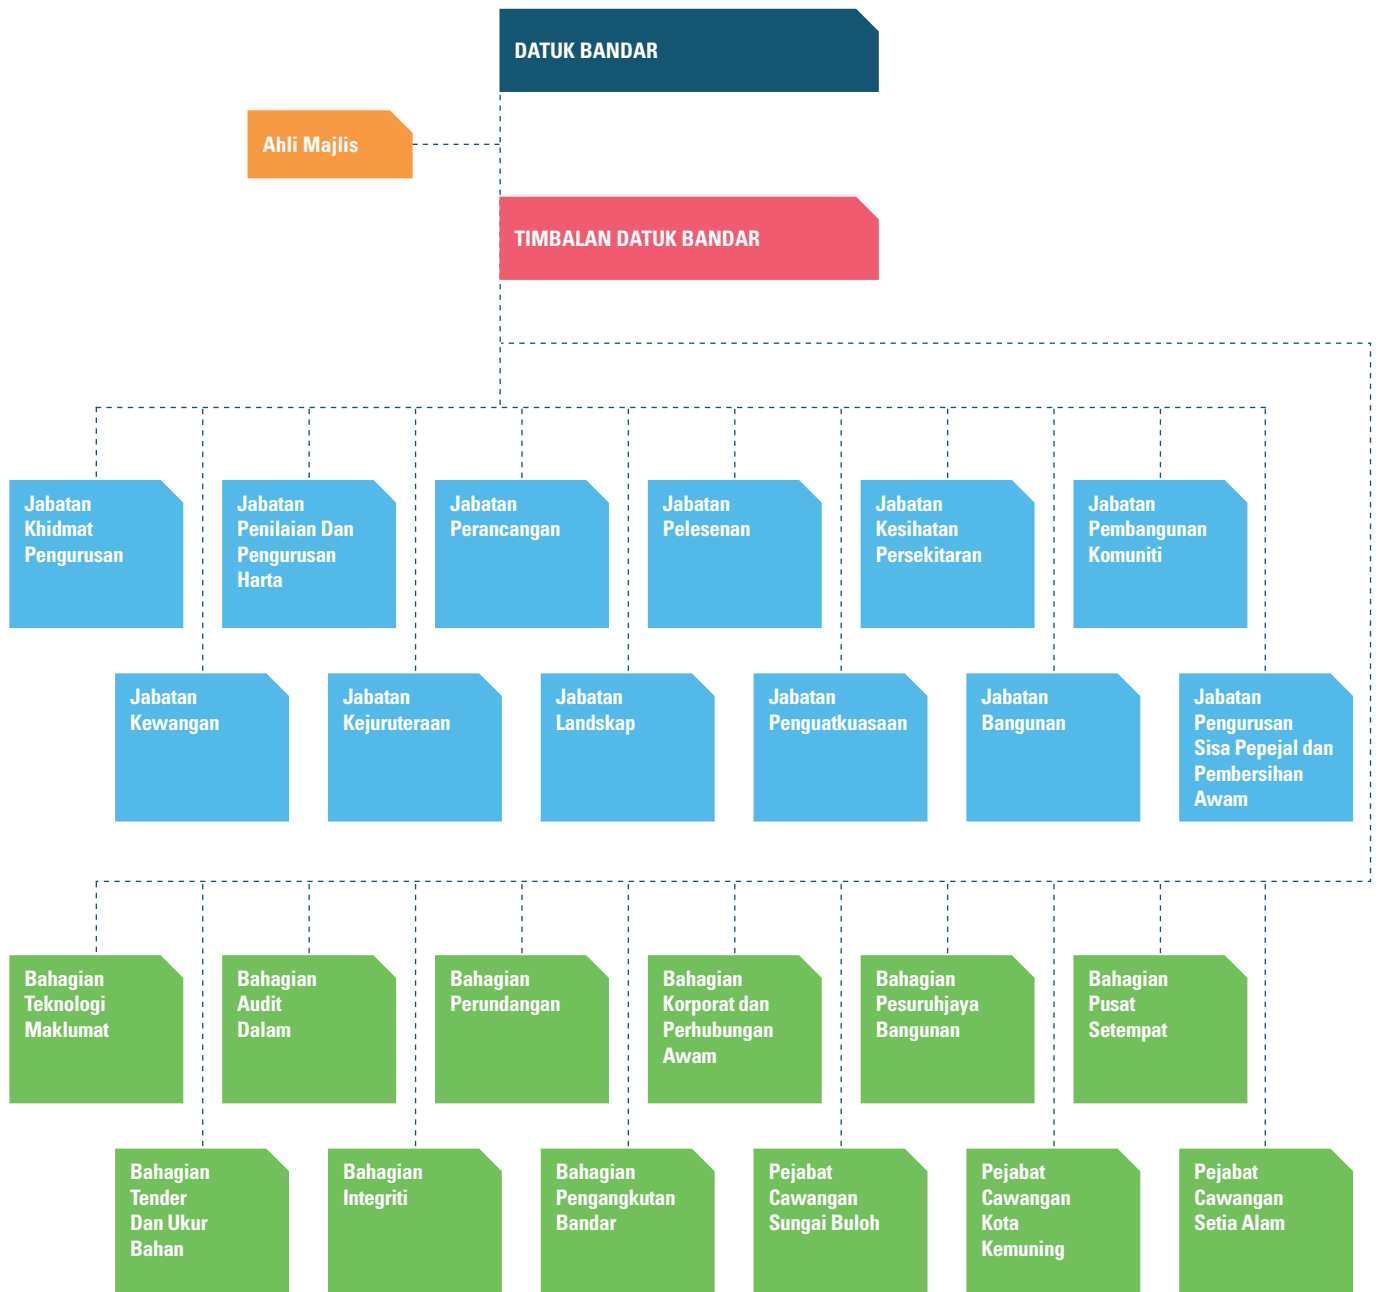 DATUK BANDAR
Ahli Majlis
TIMBALAN DATUK BANDAR
Jabatan
Khidmat
Pengurusan
Jabatan
Penilaian Dan
Pengurusan
Harta
Jabatan
Perancangan
Jabatan
Pelesenan
Jabatan
Kesihatan
Persekitaran
Jabatan
Pembangunan
Komuniti
Jabatan
Kewangan
Jabatan
Kejuruteraan
Jabatan
Landskap
Jabatan
Penguatkuasaan
Jabatan
Bangunan
Jabatan
Pengurusan
Sisa Pepejal dan
Pembersihan
Awam
Bahagian
Teknologi
Maklumat
Bahagian
Audit
Dalam
Bahagian
Perundangan
Bahagian
Korporat dan
Perhubungan
Awam
Bahagian
Pesuruhjaya
Bangunan
Bahagian
Pusat
Setempat
Bahagian
Tender
Dan Ukur
Bahan
Bahagian
Integriti
Bahagian
Pengangkutan
Bandar
Pejabat
Cawangan
Sungai Buloh
Pejabat
Cawangan
Kota
Kemuning
Pejabat
Cawangan
Setia Alam